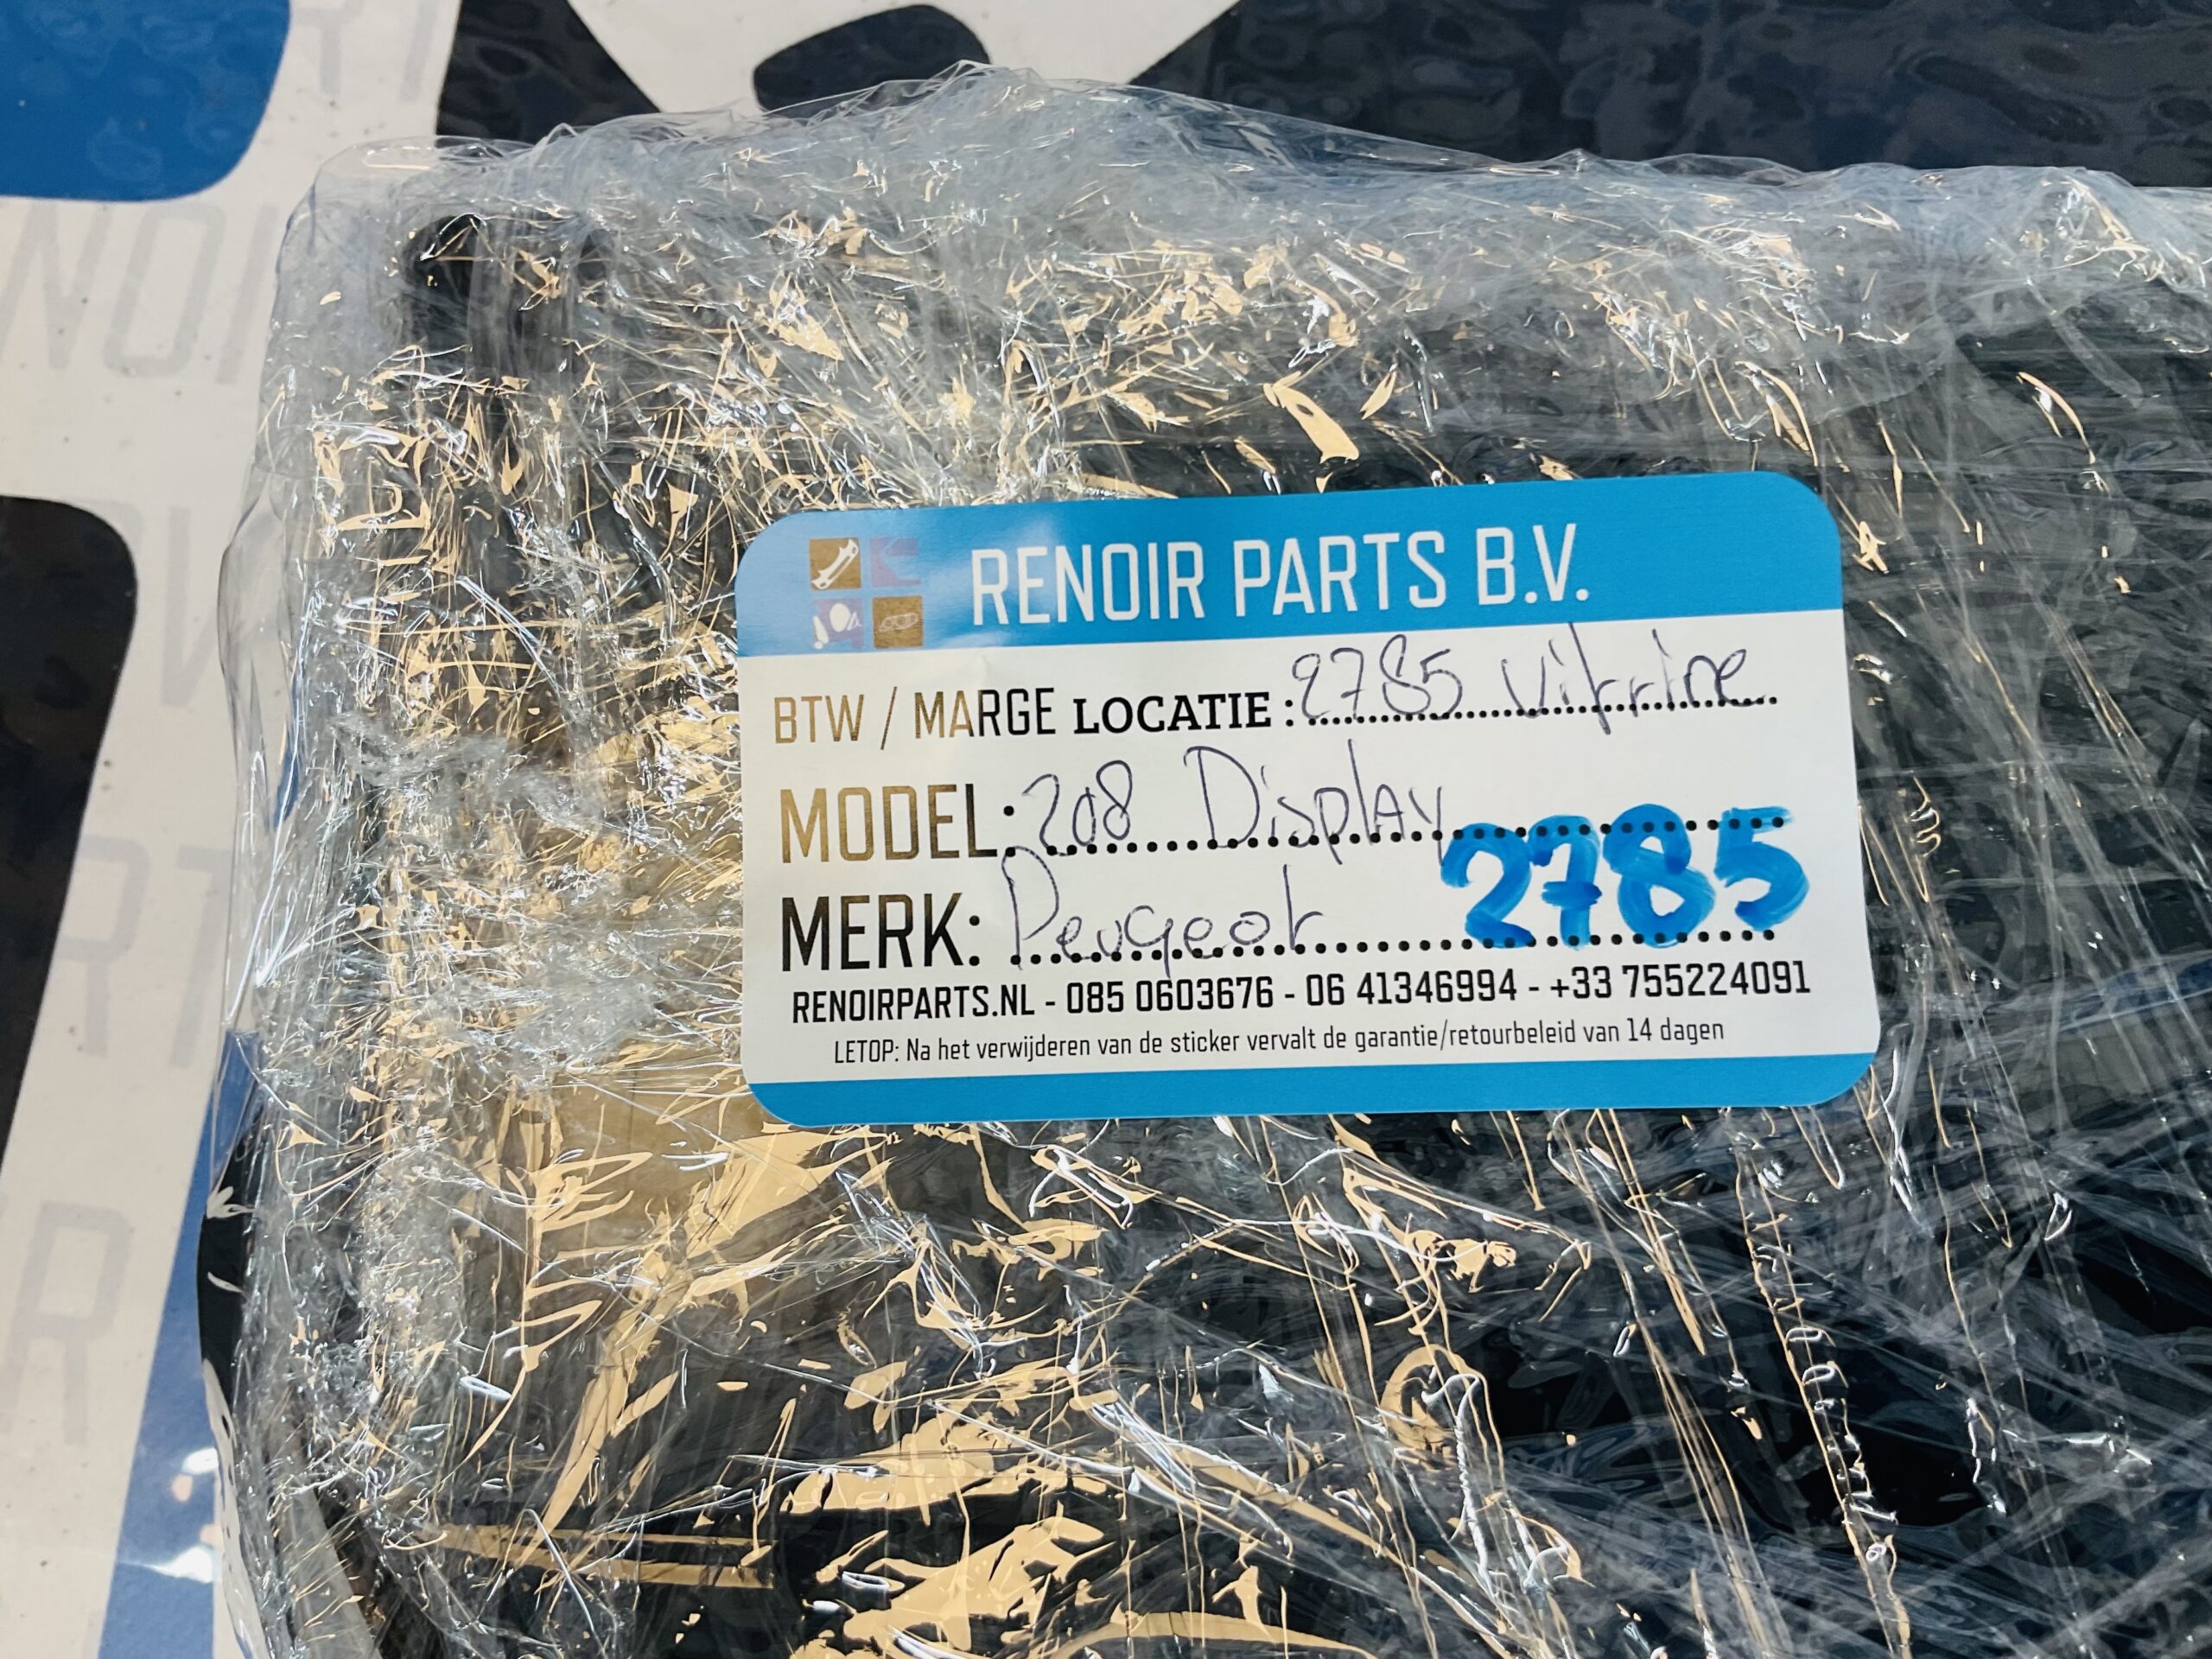 RENOIR PARTS B.V.
BTW / MARGE LOCATIE : 2785 Vitrine
MODEL: 208 Display
2785
MERK: Peugeot
RENOIRPARTS.NL - 085 0603676 - 06 41346994 - +33 755224091
LETOP: Na het verwijderen van de sticker vervalt de garantie/retourbeleid van 14 dagen